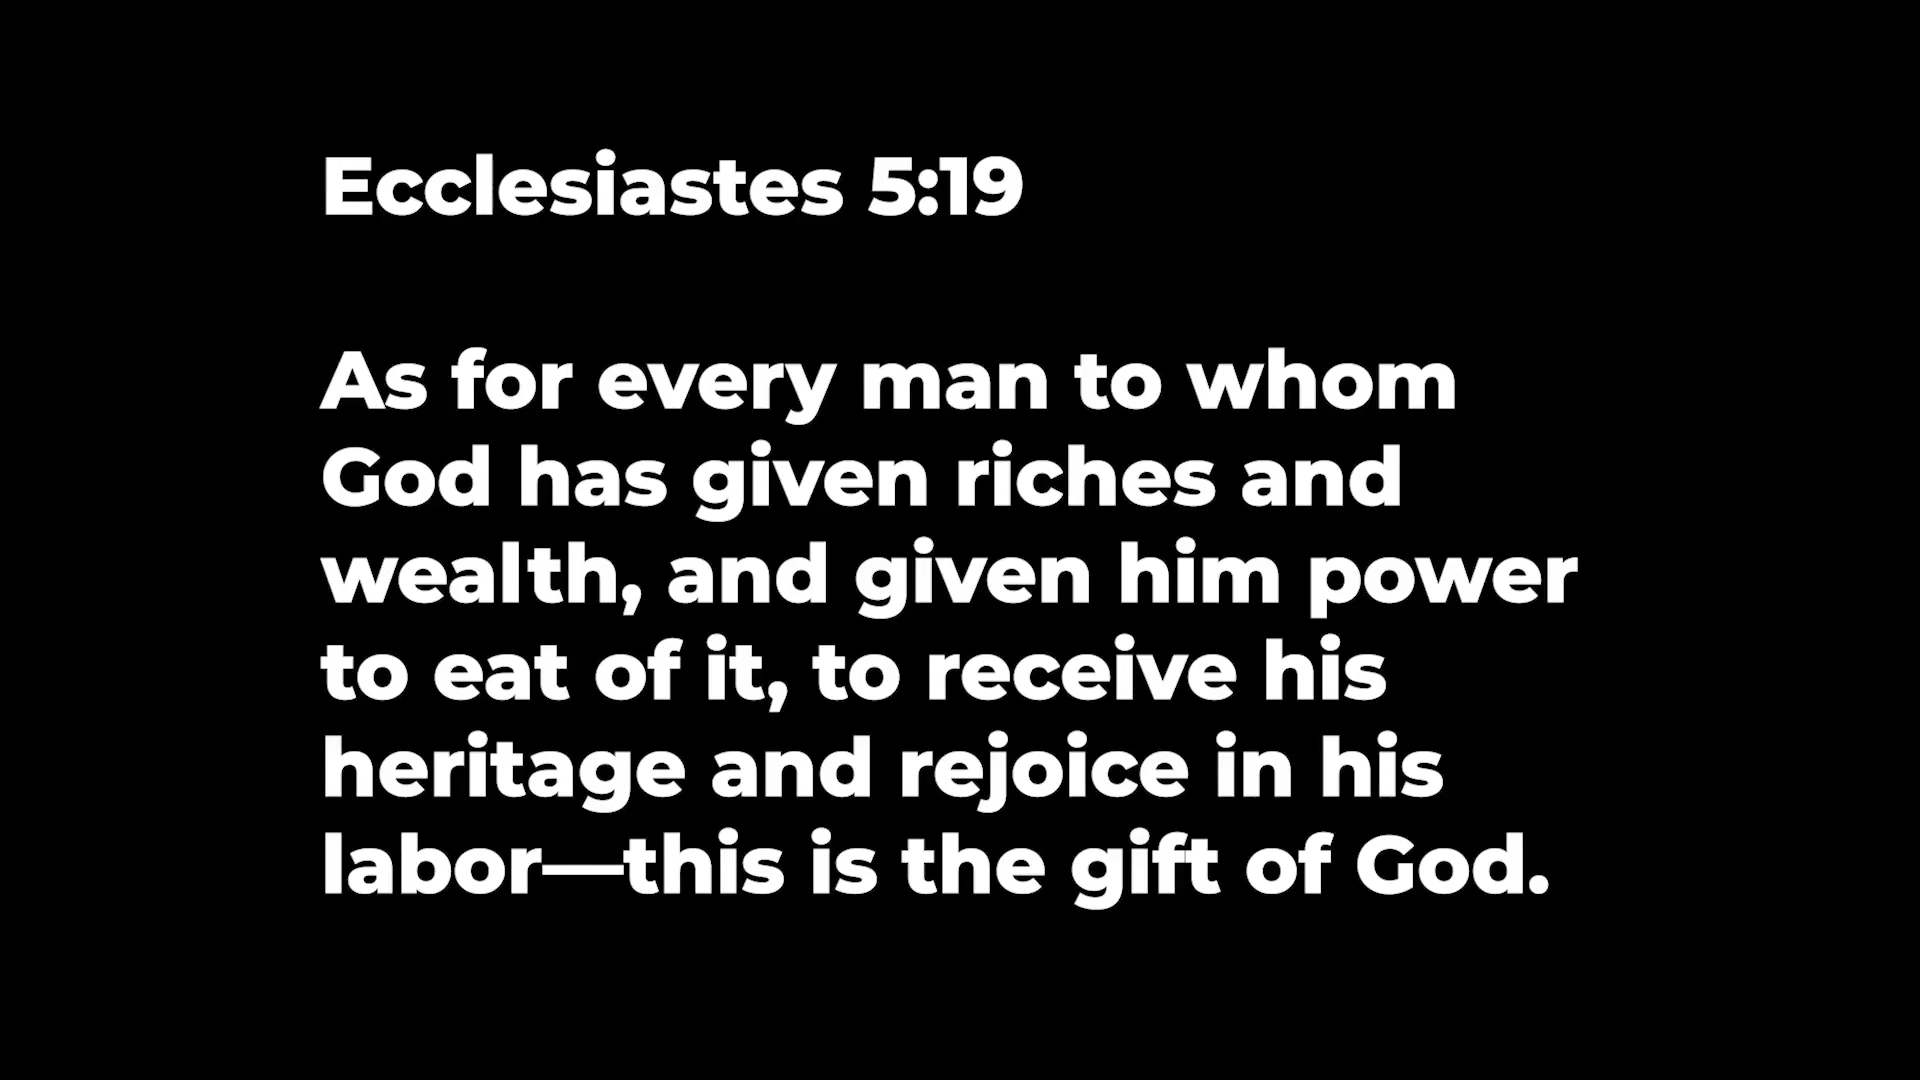 Ecclesiastes 5:19
As for every man to whom
God has given riches and
wealth, and given him power
to eat of it, to receive his
heritage and rejoice in his
labor—this is the gift of God.